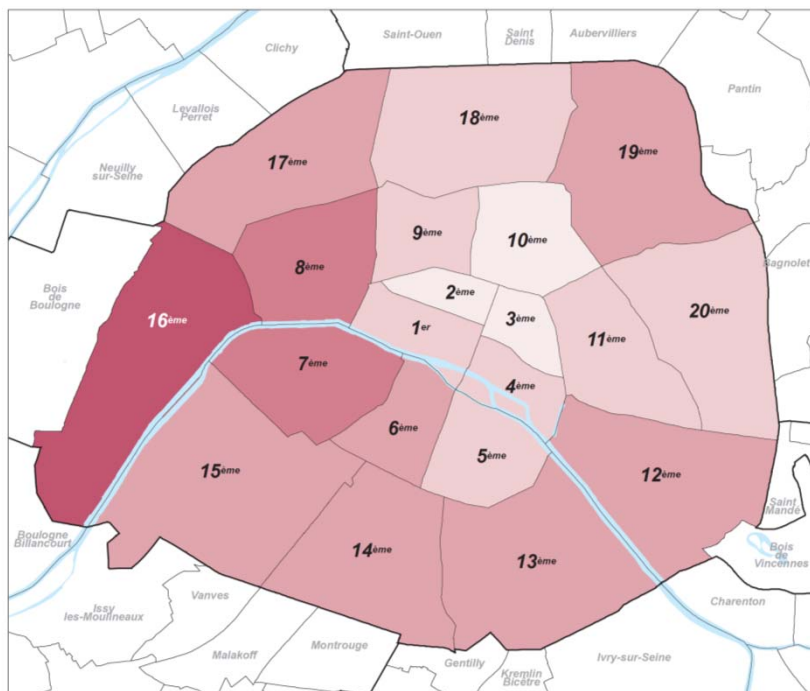 Clichy
Saint-Ouen
Saint
Denis
Aubervilliers
Pantin
Levallois
Perret
Neuilly
sur-Seine
Bois
de
Boulogne
Bagnolet
18ème
17ème
19ème
9ème
10ème
8ème
2ème
16ème
1er
3ème
20ème
11ème
7ème
4ème
6ème
5ème
15ème
12ème
14ème
13ème
Saint
Mandé
Bois
de
Vincennes
Boulogne
Billancourt
Issy
les-Moulineaux
Vanves
Malakoff
Montrouge
Gentilly
Kremlin
Bicêtre
Ivry-sur-Seine
Charenton